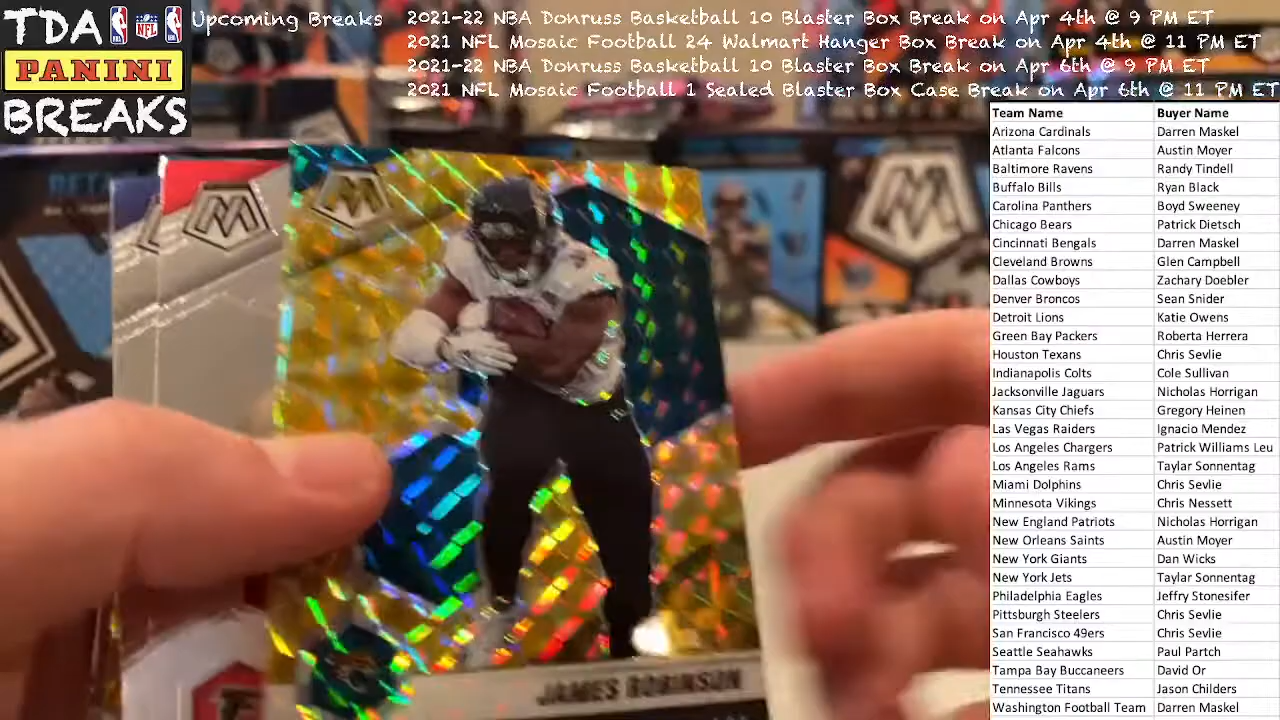 TDA
PANINI
BREAKS
Upcoming Breaks
2021-22 NBA Donruss Basketball 10 Blaster Box Break on Apr 4th @ 9 PM ET
2021 NFL Mosaic Football 24 Walmart Hanger Box Break on Apr 4th @ 11 PM ET
2021-22 NBA Donruss Basketball 10 Blaster Box Break on Apr 6th @ 9 PM ET
2021 NFL Mosaic Football 1 Sealed Blaster Box Case Break on Apr 6th @ 11 PM ET
Team Name Buyer Name
Arizona Cardinals Darren Maskel
Atlanta Falcons Austin Moyer
Baltimore Ravens Randy Tindell
Buffalo Bills Ryan Black
Carolina Panthers Boyd Sweeney
Chicago Bears Patrick Dietsch
Cincinnati Bengals Darren Maskel
Cleveland Browns Glen Campbell
Dallas Cowboys Zachary Doebler
Denver Broncos Sean Snider
Detroit Lions Katie Owens
Green Bay Packers Roberta Herrera
Houston Texans Chris Sevlie
Indianapolis Colts Cole Sullivan
Jacksonville Jaguars Nicholas Horrigan
Kansas City Chiefs Gregory Heinen
Las Vegas Raiders Ignacio Mendez
Los Angeles Chargers Patrick Williams Leu
Los Angeles Rams Taylar Sonnentag
Miami Dolphins Chris Sevlie
Minnesota Vikings Chris Nessett
New England Patriots Nicholas Horrigan
New Orleans Saints Austin Moyer
New York Giants Dan Wicks
New York Jets Taylar Sonnentag
Philadelphia Eagles Jeffry Stonesifer
Pittsburgh Steelers Chris Sevlie
San Francisco 49ers Chris Sevlie
Seattle Seahawks Paul Partch
Tampa Bay Buccaneers David Or
Tennessee Titans Jason Childers
Washington Football Team Darren Maskel
JAMES ROBINSON